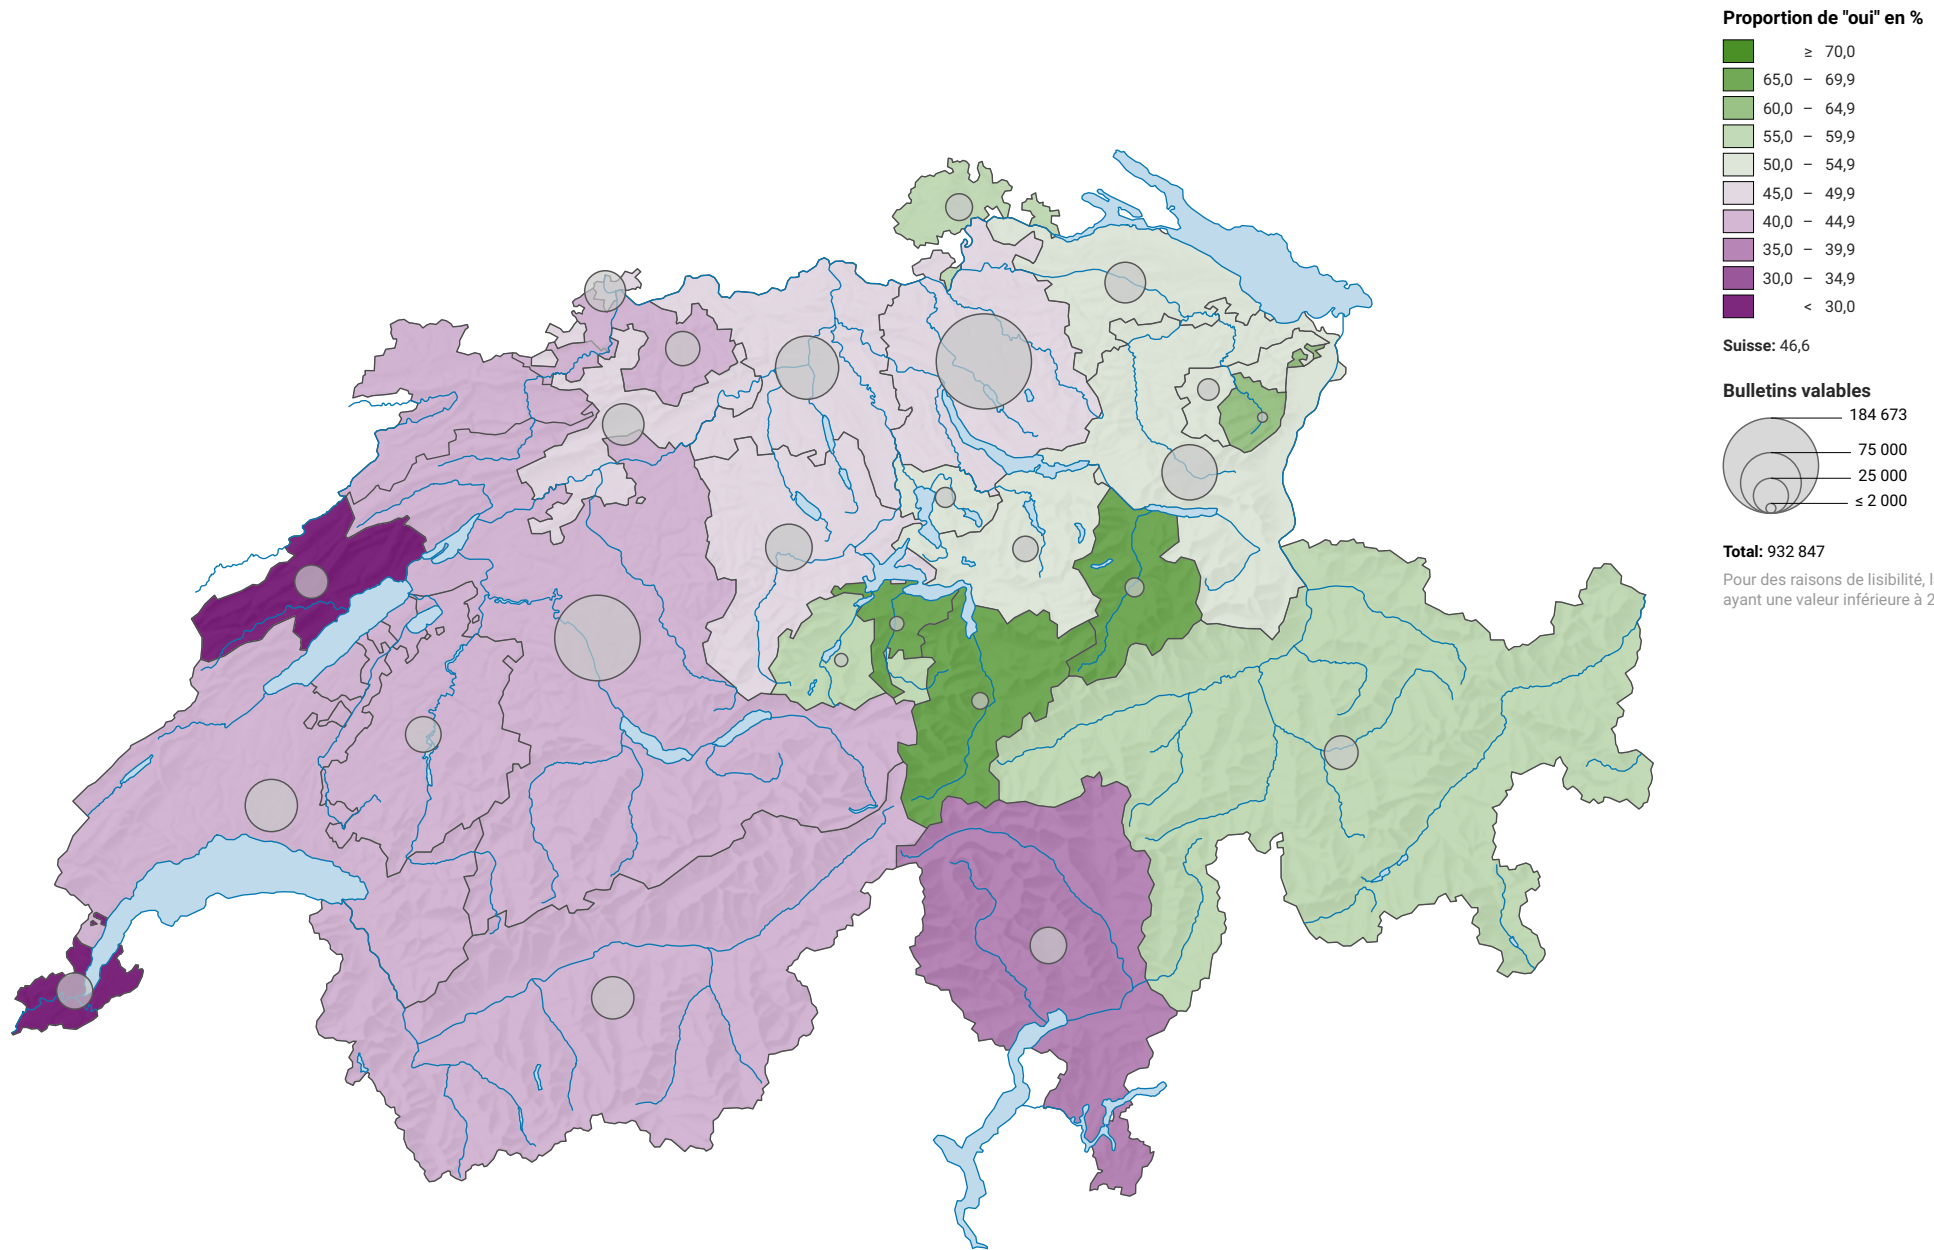 Proportion de "oui" en %
≥ 70,0
65,0 – 69,9
60,0 – 64,9
55,0 – 59,9
50,0 – 54,9
45,0 – 49,9
40,0 – 44,9
35,0 – 39,9
30,0 – 34,9
< 30,0
Suisse: 46,6
Bulletins valables
184 673
75 000
25 000
≤ 2 000
Total: 932 847
Pour des raisons de lisibilité, l
ayant une valeur inférieure à 2